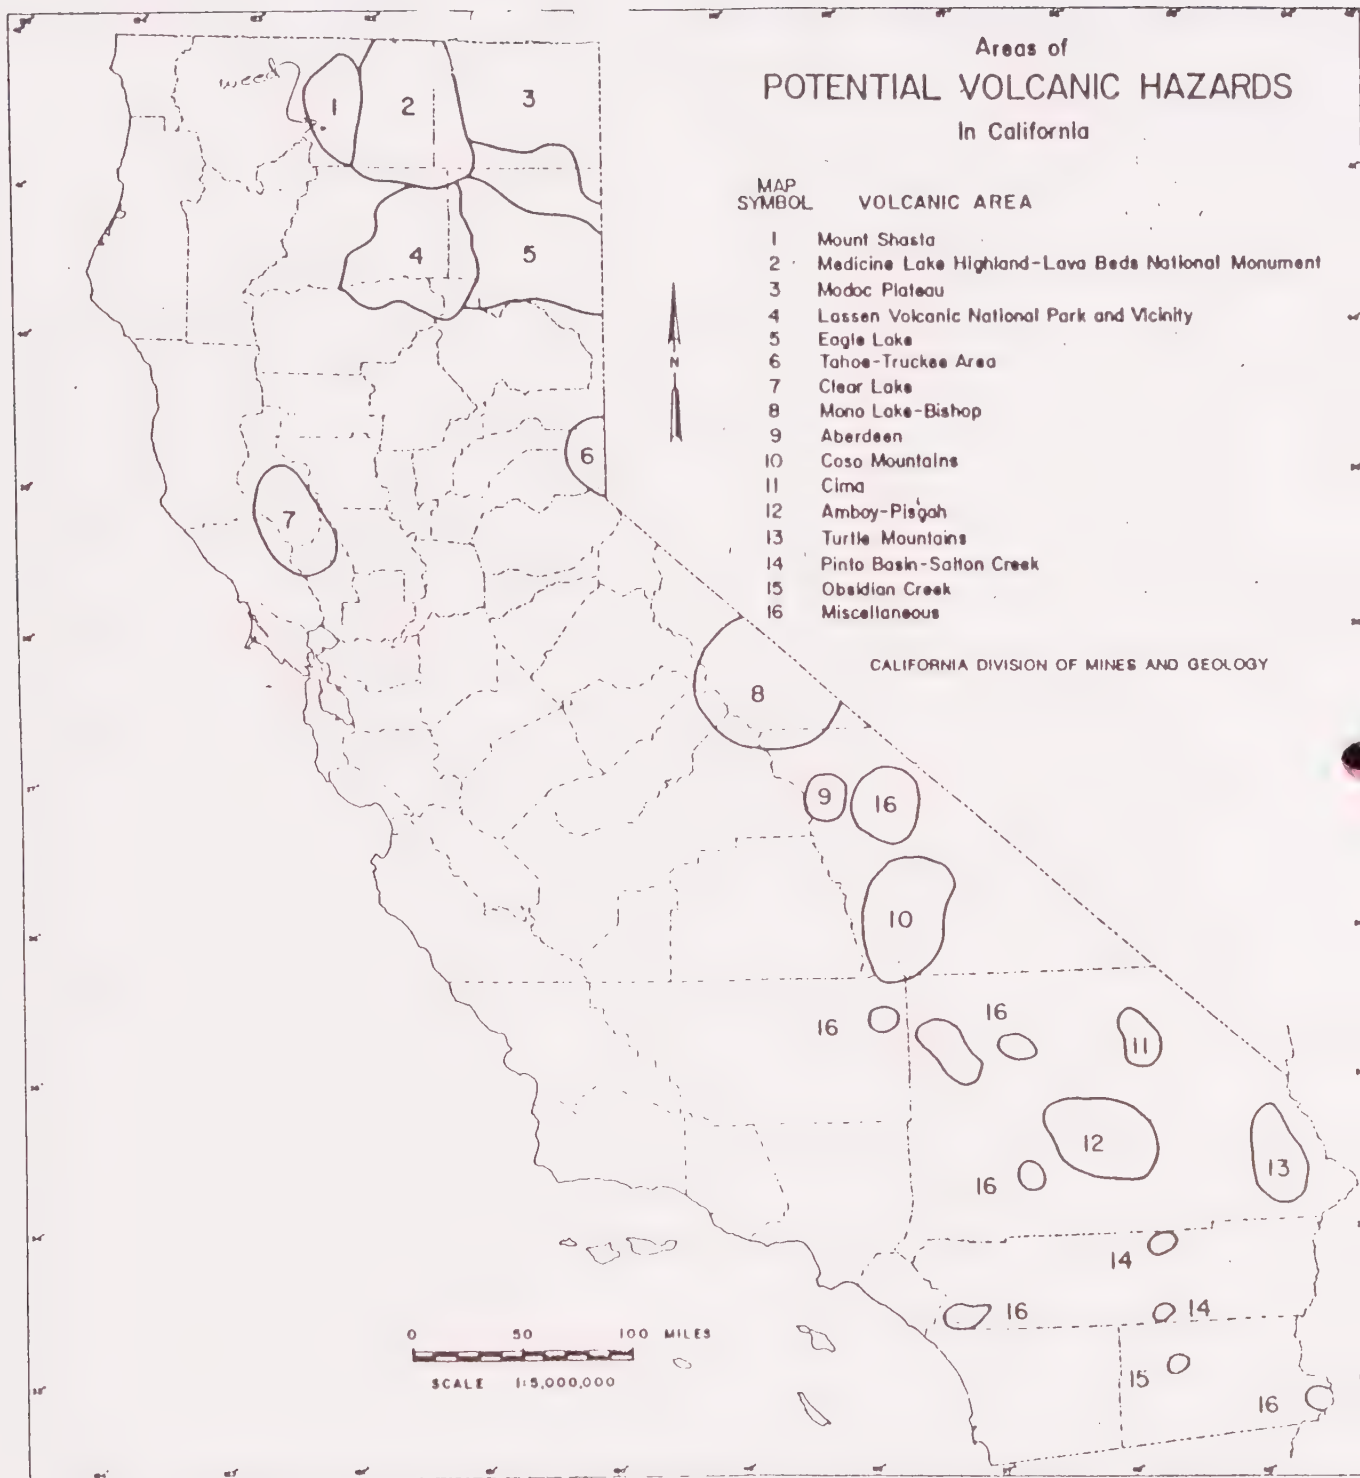 Areas of
POTENTIAL VOLCANIC HAZARDS
In California
MAP
SYMBOL VOLCANIC AREA
1 Mount Shasta
2 Medicine Lake Highland-Lava Beds National Monument
3 Modoc Plateau
4 Lassen Volcanic National Park and Vicinity
5 Eagle Lake
6 Tahoe-Truckee Area
7 Clear Lake
8 Mono Lake-Bishop
9 Aberdeen
10 Coso Mountains
11 Cima
12 Amboy-Pisgah
13 Turtle Mountains
14 Pinto Basin-Salton Creek
15 Obsidian Creek
16 Miscellaneous
CALIFORNIA DIVISION OF MINES AND GEOLOGY
weed
1
2
3
4
5
N
6
7
8
9
16
10
16
16
11
12
13
16
14
16
14
15
16
0 50 100 MILES
SCALE 1:5,000,000